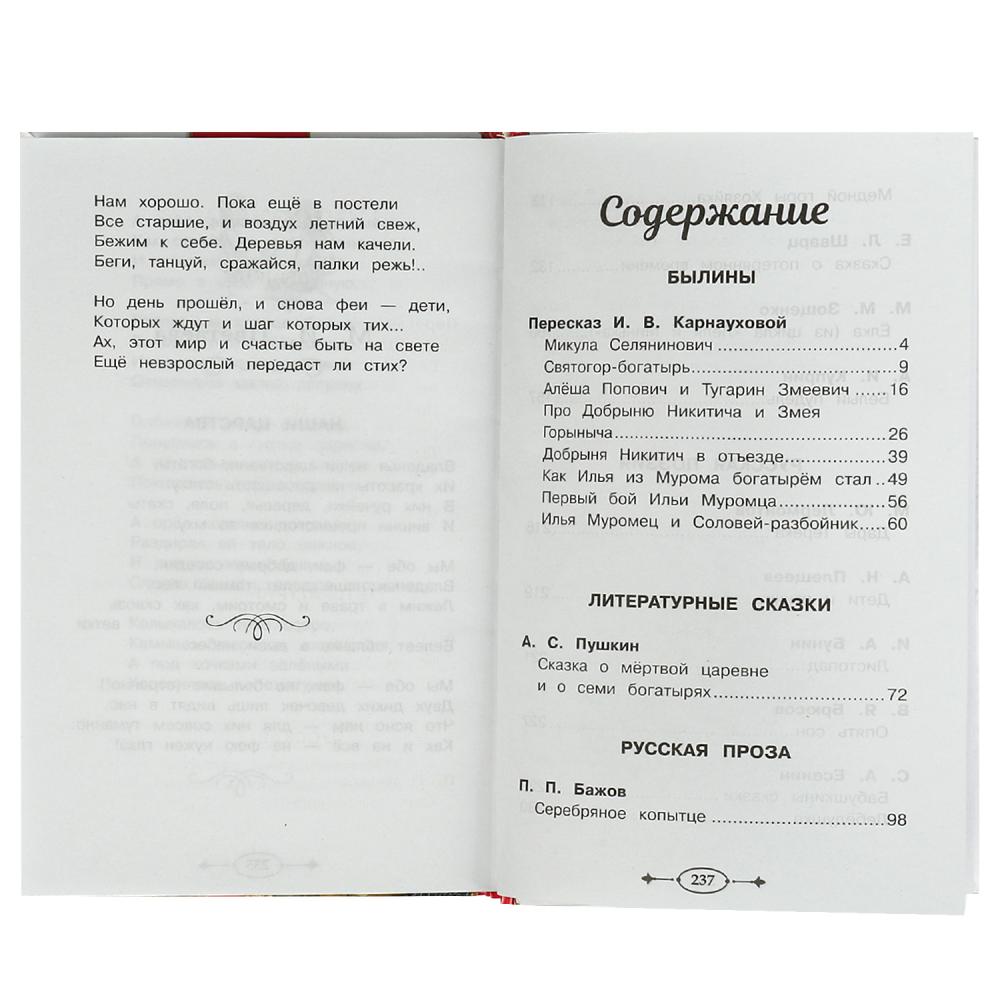 Нам хорошо. Пока ещё в постели
Все старшие, и воздух летний свеж,
Бежим к себе. Деревья нам качели.
Беги, танцуй, сражайся, палки режь!..
Но день прошёл, и снова феи — дети,
Которых ждут и шаг которых тих...
Ах, этот мир и счастье быть на свете
Ещё невзрослый передаст ли стих?
Содержание
БЫЛИНЫ
Пересказ И. В. Карнауховой
Микула Селянинович ........................ 4
Святогор-богатырь ........................... 9
Алёша Попович и Тугарин Змеевич ...... 16
Про Добрыню Никитича и Змея
Горыныча ..................................... 26
Добрыня Никитич в отъезде ............... 39
Как Илья из Мурома богатырём стал .... 49
Первый бой Ильи Муромца ................ 56
Илья Муромец и Соловей-разбойник ..... 60
ЛИТЕРАТУРНЫЕ СКАЗКИ
А. С. Пушкин
Сказка о мёртвой царевне
и о семи богатырях ......................... 72
РУССКАЯ ПРОЗА
П. П. Бажов
Серебряное копытце ......................... 98
237